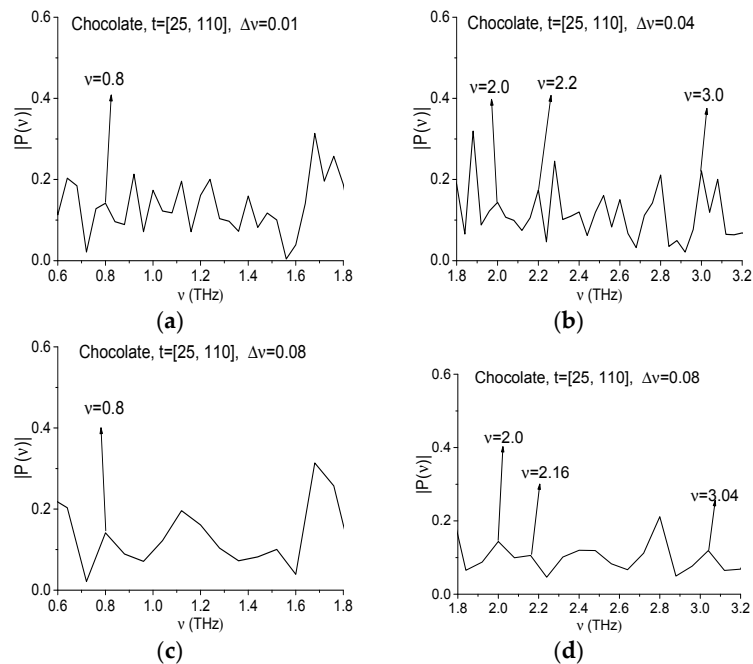 Chocolate, t=[25, 110], Δν=0.01
ν=0.8
|P(ν)|
0.6
0.4
0.2
0.0
0.6 0.8 1.0 1.2 1.4 1.6 1.8
ν (THz)
(a)
Chocolate, t=[25, 110], Δν=0.04
ν=2.0
ν=2.2
ν=3.0
|P(ν)|
0.6
0.4
0.2
0.0
1.8 2.0 2.2 2.4 2.6 2.8 3.0 3.2
ν (THz)
(b)
Chocolate, t=[25, 110], Δν=0.08
ν=0.8
|P(ν)|
0.6
0.4
0.2
0.0
0.6 0.8 1.0 1.2 1.4 1.6 1.8
ν (THz)
(c)
Chocolate, t=[25, 110], Δν=0.08
ν=2.0
ν=2.16
ν=3.04
|P(ν)|
0.6
0.4
0.2
0.0
1.8 2.0 2.2 2.4 2.6 2.8 3.0 3.2
ν (THz)
(d)